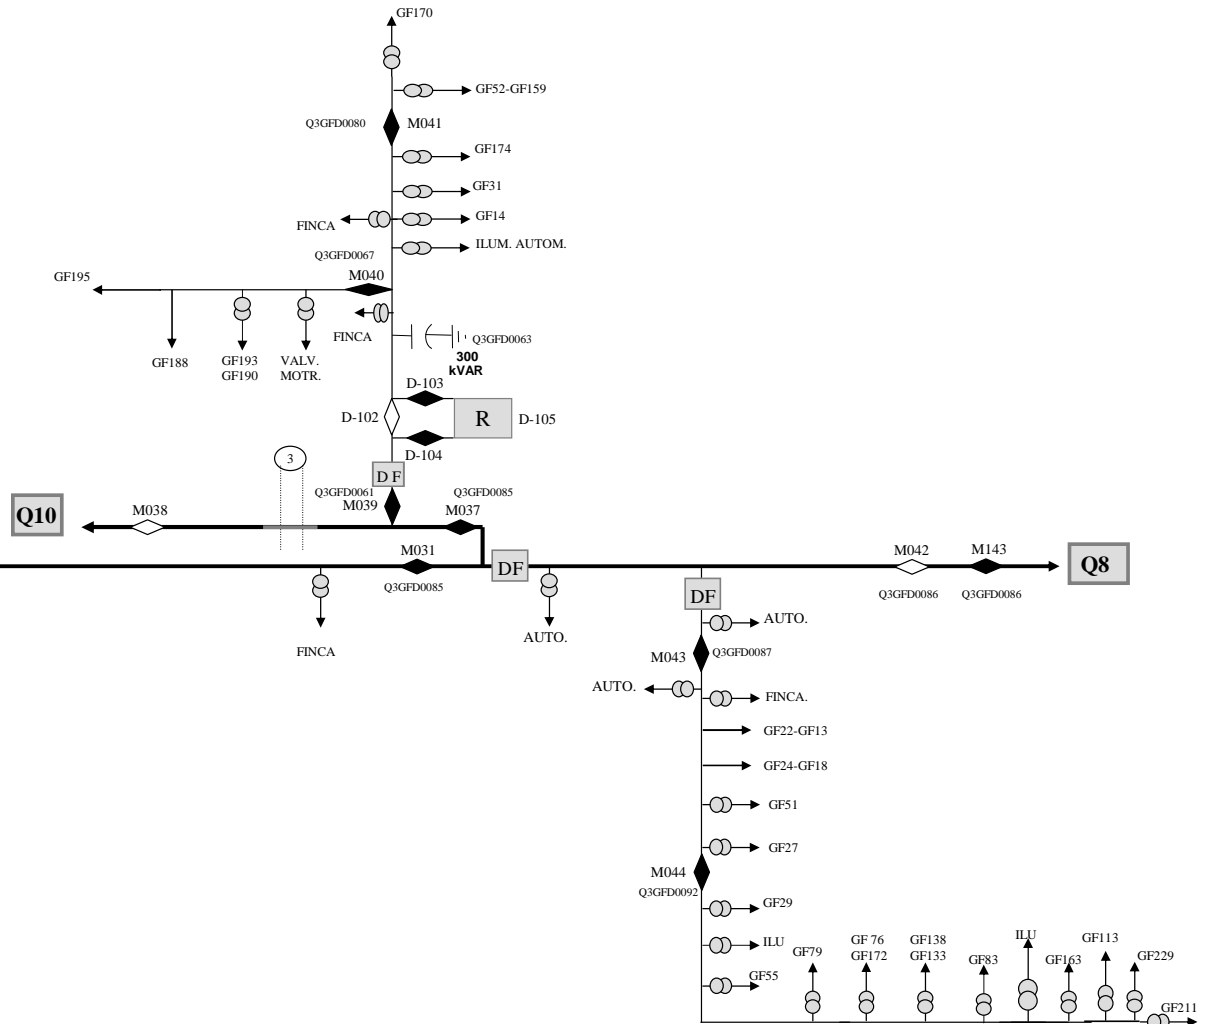 GF170
GF52-GF159
Q3GFD0080
M041
GF174
GF31
GF14
FINCA
ILUM. AUTOM.
Q3GFD0067
GF195
M040
FINCA
Q3GFD0063
300
kVAR
GF188
GF193
GF190
VALV.
MOTR.
D-103
D-102
R
D-105
D-104
3
D F
Q3GFD0061
Q3GFD0085
M039
Q10
M038
M037
M031
DF
Q3GFD0085
M042
M143
Q8
Q3GFD0086
Q3GFD0086
FINCA
AUTO.
DF
AUTO.
M043
Q3GFD0087
AUTO.
FINCA.
GF22-GF13
GF24-GF18
GF51
GF27
M044
Q3GFD0092
GF29
ILU
GF55
GF79
GF 76
GF172
GF138
GF133
GF83
ILU
GF163
GF113
GF229
GF211